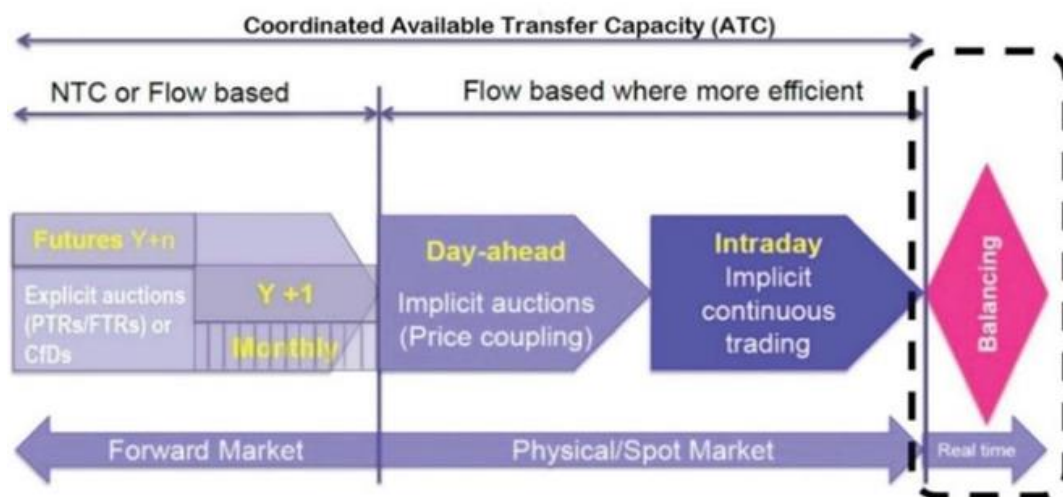 Coordinated Available Transfer Capacity (ATC)
NTC or Flow based
Flow based where more efficient
Futures Y+n
Explicit auctions
(PTRs/FTRs) or
CfDs
Y +1
Monthly
Day-ahead
Implicit auctions
(Price coupling)
Intraday
Implicit
continuous
trading
Balancing
Forward Market
Physical/Spot Market
Real time